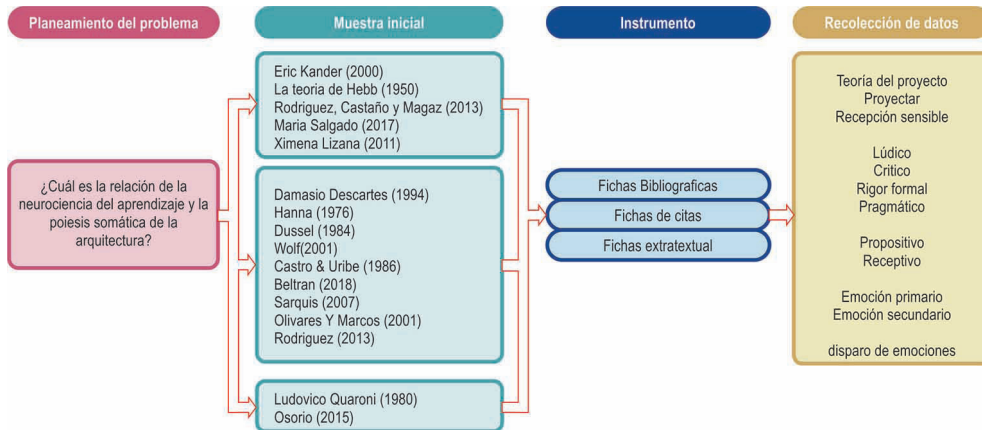 Planeamiento del problema
Muestra inicial
Instrumento
Recolección de datos
¿Cuál es la relación de la
neurociencia del aprendizaje y la
poiesis somática de la
arquitectura?
Eric Kander (2000)
La teoria de Hebb (1950)
Rodriguez, Castaño y Magaz (2013)
Maria Salgado (2017)
Ximena Lizana (2011)
Damasio Descartes (1994)
Hanna (1976)
Dussel (1984)
Wolf(2001)
Castro & Uribe (1986)
Beltran (2018)
Sarquis (2007)
Olivares Y Marcos (2001)
Rodriguez (2013)
Ludovico Quaroni (1980)
Osorio (2015)
Fichas Bibliograficas
Fichas de citas
Fichas extratextual
Teoría del proyecto
Proyectar
Recepción sensible
Lúdico
Critico
Rigor formal
Pragmático
Propositivo
Receptivo
Emoción primario
Emoción secundario
disparo de emociones